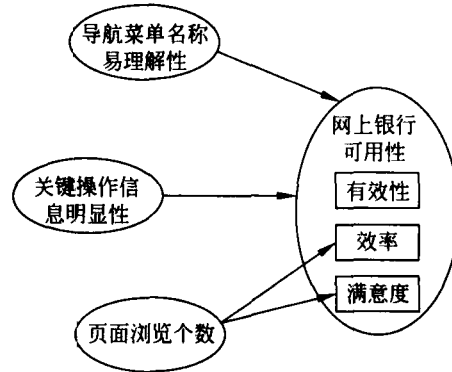 导航菜单名称
易理解性
网上银行
可用性
关键操作信
息明显性
有效性
效率
满意度
页面浏览个数